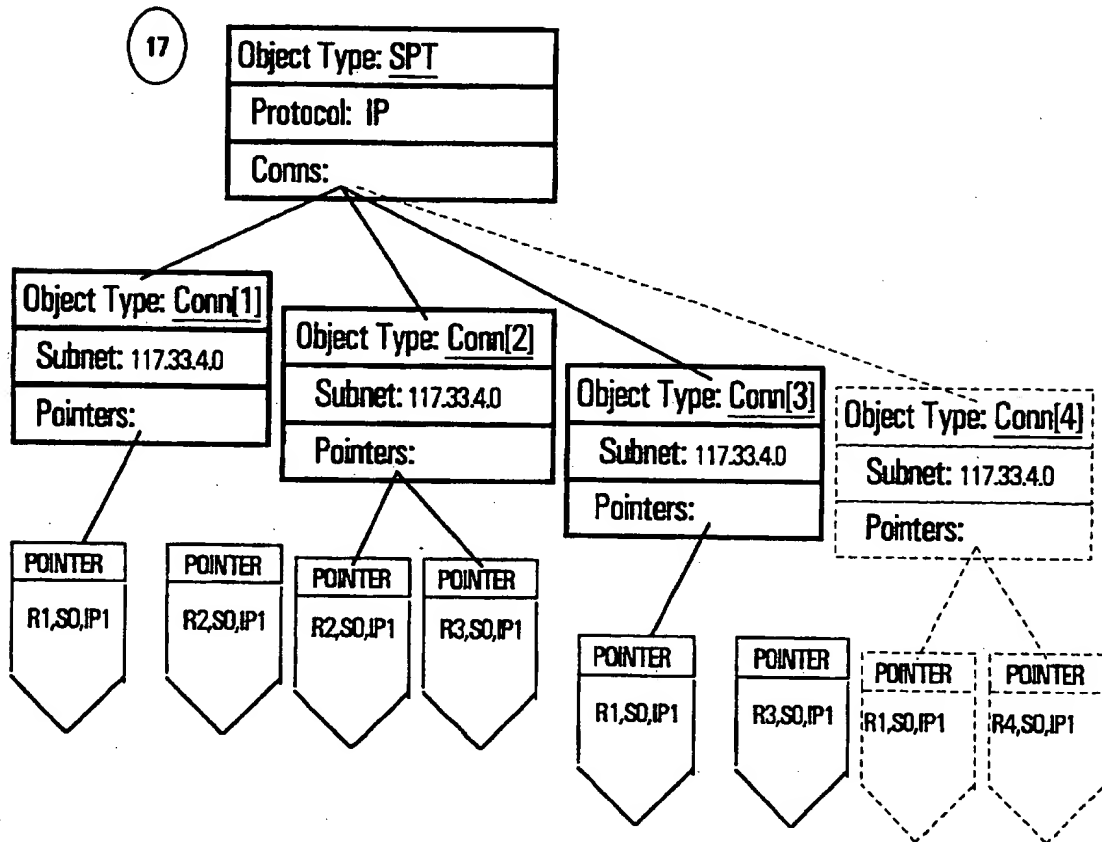 17
Object Type: SPT
Protocol: IP
Conns:
Object Type: Conn[1]
Subnet: 117.33.4.0
Pointers:
Object Type: Conn[2]
Subnet: 117.33.4.0
Pointers:
Object Type: Conn[3]
Subnet: 117.33.4.0
Pointers:
Object Type: Conn[4]
Subnet: 117.33.4.0
Pointers:
POINTER
R1,S0,IP1
POINTER
R2,S0,IP1
POINTER
R2,S0,IP1
POINTER
R3,S0,IP1
POINTER
R1,S0,IP1
POINTER
R3,S0,IP1
POINTER
R1,S0,IP1
POINTER
R4,S0,IP1